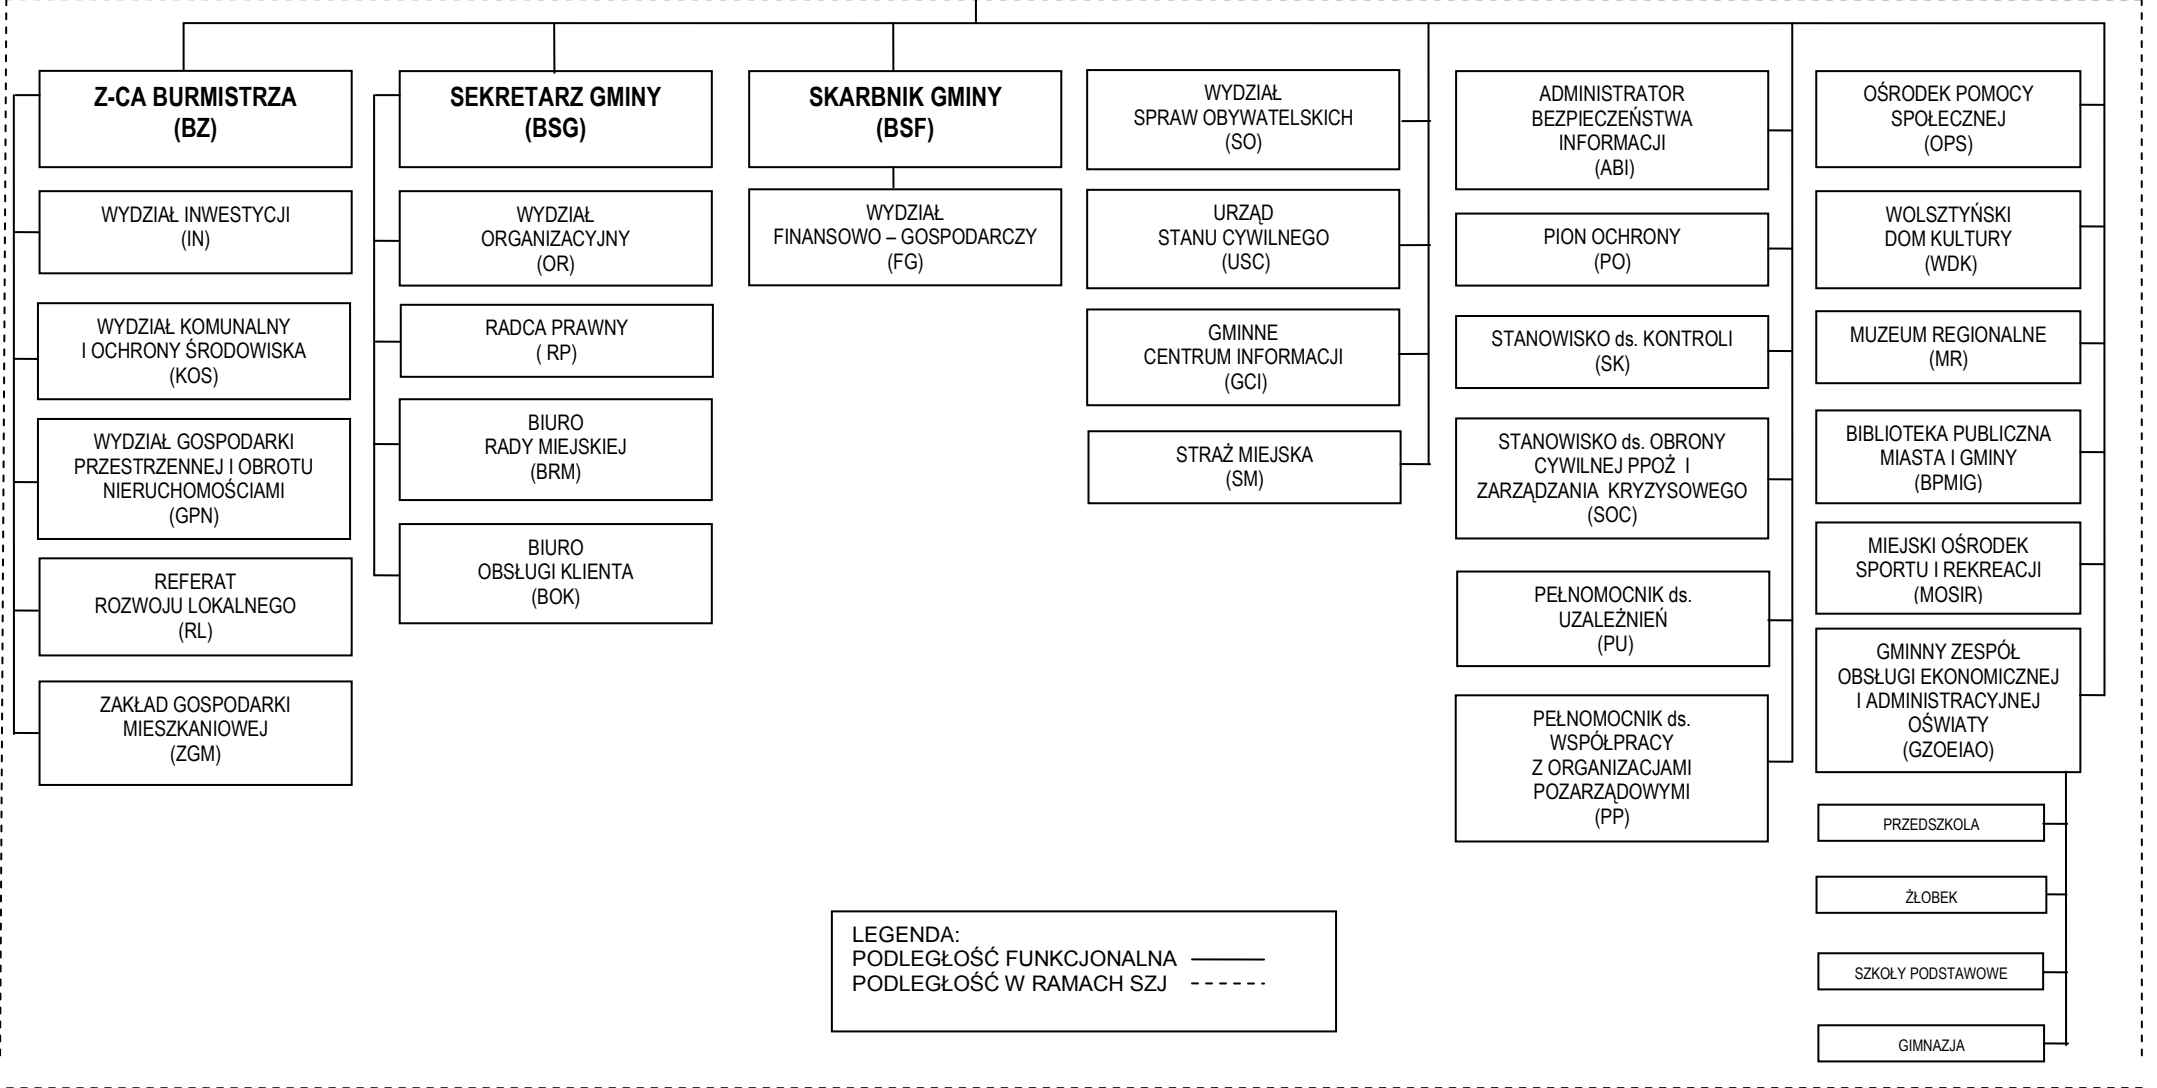 Z-CA BURMISTRZA
(BZ)
WYDZIAŁ INWESTYCJI
(IN)
WYDZIAŁ KOMUNALNY
I OCHRONY ŚRODOWISKA
(KOS)
WYDZIAŁ GOSPODARKI
PRZESTRZENNEJ I OBROTU
NIERUCHOMOŚCIAMI
(GPN)
REFERAT
ROZWOJU LOKALNEGO
(RL)
ZAKŁAD GOSPODARKI
MIESZKANIOWEJ
(ZGM)
SEKRETARZ GMINY
(BSG)
WYDZIAŁ
ORGANIZACYJNY
(OR)
RADCA PRAWNY
( RP)
BIURO
RADY MIEJSKIEJ
(BRM)
BIURO
OBSŁUGI KLIENTA
(BOK)
SKARBNIK GMINY
(BSF)
WYDZIAŁ
FINANSOWO – GOSPODARCZY
(FG)
WYDZIAŁ
SPRAW OBYWATELSKICH
(SO)
URZĄD
STANU CYWILNEGO
(USC)
GMINNE
CENTRUM INFORMACJI
(GCI)
STRAŻ MIEJSKA
(SM)
ADMINISTRATOR
BEZPIECZEŃSTWA
INFORMACJI
(ABI)
PION OCHRONY
(PO)
STANOWISKO ds. KONTROLI
(SK)
STANOWISKO ds. OBRONY
CYWILNEJ PPOŻ I
ZARZĄDZANIA KRYZYSOWEGO
(SOC)
PEŁNOMOCNIK ds.
UZALEŻNIEŃ
(PU)
PEŁNOMOCNIK ds.
WSPÓŁPRACY
Z ORGANIZACJAMI
POZARZĄDOWYMI
(PP)
OŚRODEK POMOCY
SPOŁECZNEJ
(OPS)
WOLSZTYŃSKI
DOM KULTURY
(WDK)
MUZEUM REGIONALNE
(MR)
BIBLIOTEKA PUBLICZNA
MIASTA I GMINY
(BPMIG)
MIEJSKI OŚRODEK
SPORTU I REKREACJI
(MOSIR)
GMINNY ZESPÓŁ
OBSŁUGI EKONOMICZNEJ
I ADMINISTRACYJNEJ
OŚWIATY
(GZOEIAO)
PRZEDSZKOLA
ŻŁOBEK
SZKOŁY PODSTAWOWE
GIMNAZJA
LEGENDA:
PODLEGŁOŚĆ FUNKCJONALNA
PODLEGŁOŚĆ W RAMACH SZJ